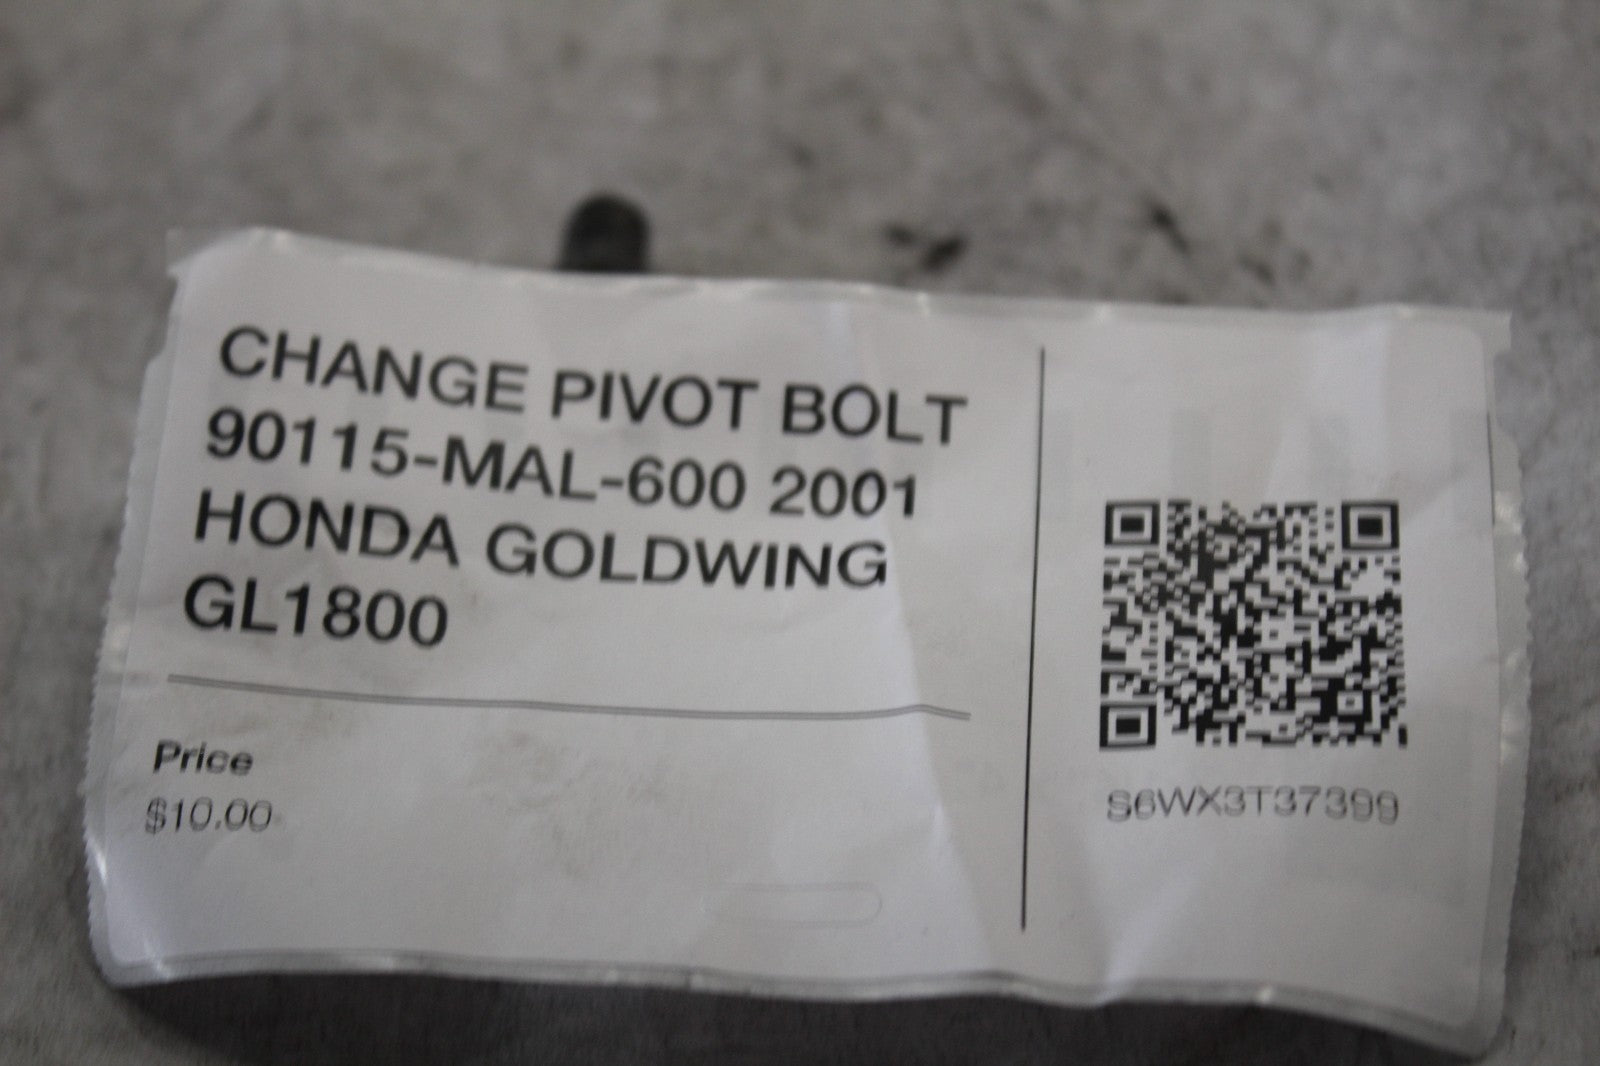 CHANGE PIVOT BOLT
90115-MAL-600 2001
HONDA GOLDWING
GL1800
Price
$10.00
S6WX3T37399